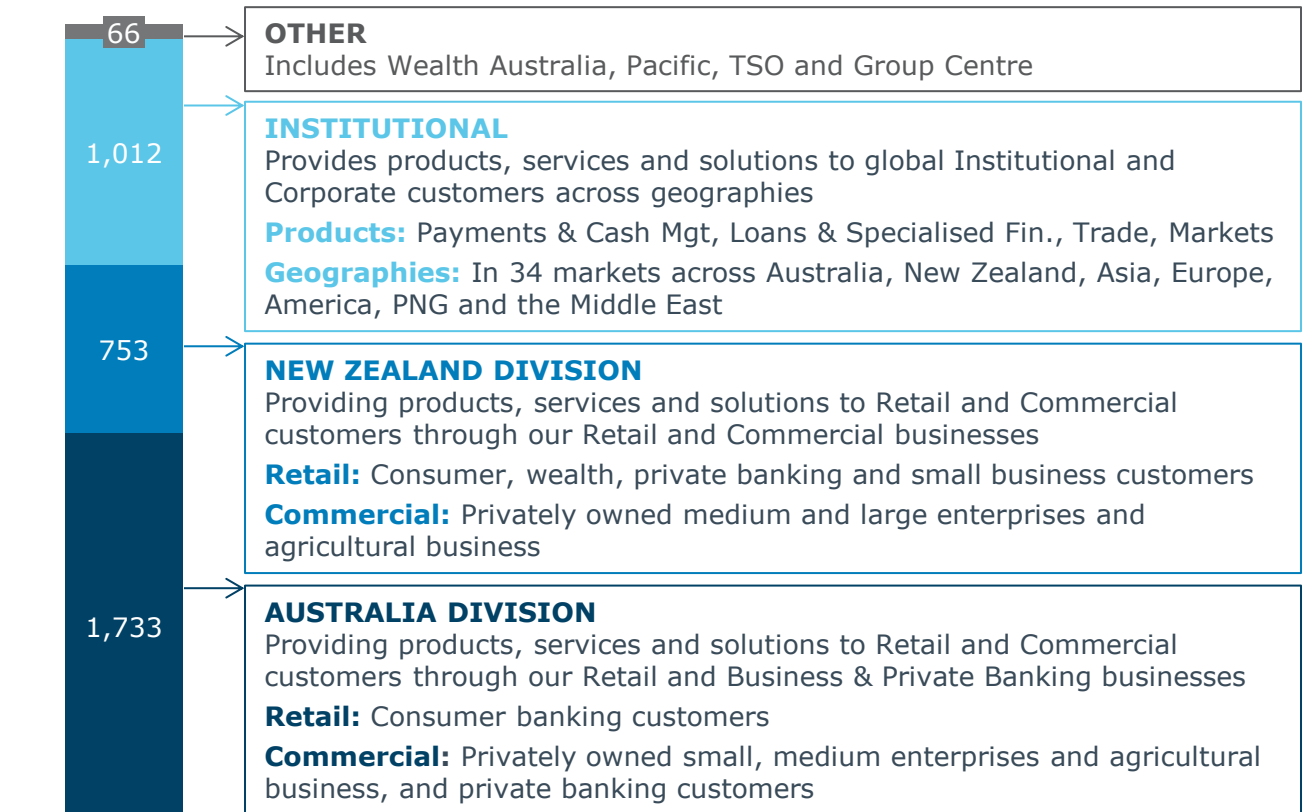 66
OTHER
Includes Wealth Australia, Pacific, TSO and Group Centre
1,012
INSTITUTIONAL
Provides products, services and solutions to global Institutional and
Corporate customers across geographies
Products: Payments & Cash Mgt, Loans & Specialised Fin., Trade, Markets
Geographies: In 34 markets across Australia, New Zealand, Asia, Europe,
America, PNG and the Middle East
753
NEW ZEALAND DIVISION
Providing products, services and solutions to Retail and Commercial
customers through our Retail and Commercial businesses
Retail: Consumer, wealth, private banking and small business customers
Commercial: Privately owned medium and large enterprises and
agricultural business
1,733
AUSTRALIA DIVISION
Providing products, services and solutions to Retail and Commercial
customers through our Retail and Business & Private Banking businesses
Retail: Consumer banking customers
Commercial: Privately owned small, medium enterprises and agricultural
business, and private banking customers